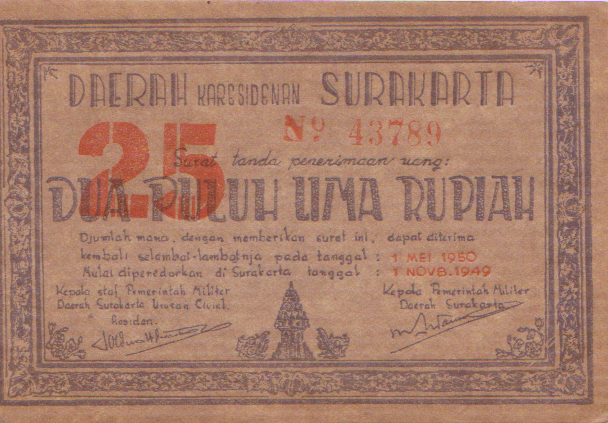 DAERAH KARESIDENAN SURAKARTA
25
Nº 43789
Surat tanda penerimaan uang:
DUA PULUH LIMA RUPIAH
Djumlah mana, dengan memberikan surat ini, dapat diterima
kembali selambat-lambatnja pada tanggal : 1 MEI 1950
Mulai diperedarkan di Surakarta tanggal : 1 NOVB. 1949
Kepala staf Pemerintah Militer
Daerah Surakarta Urusan Civiel.
Residen.
Kepala Pemerintah Militer
Daerah Surakarta